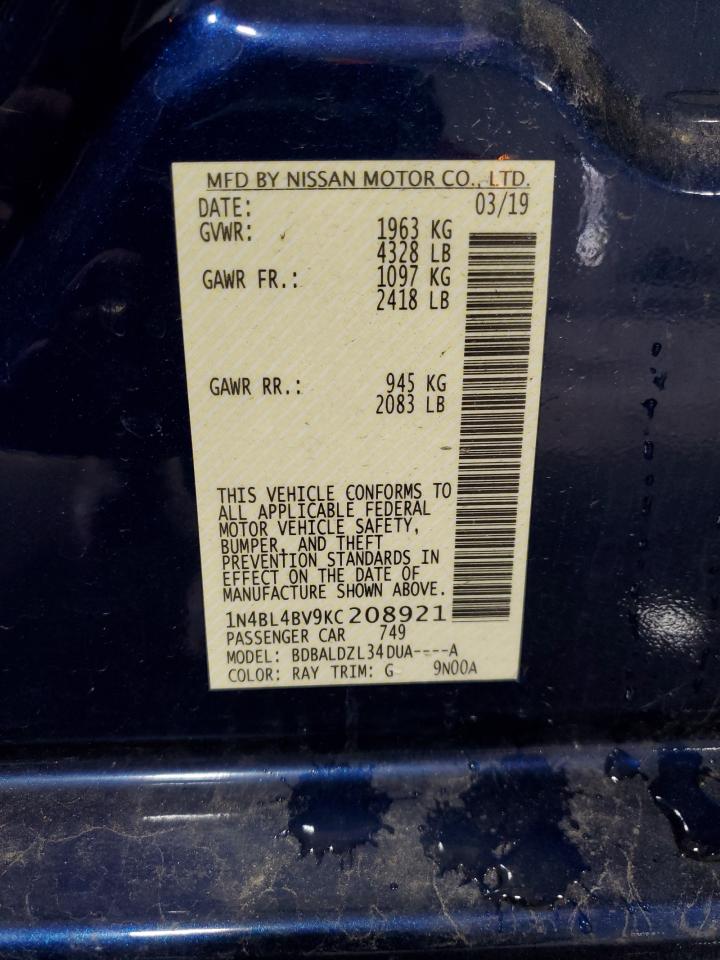 MFD BY NISSAN MOTOR CO., LTD.
DATE: 03/19
GVWR: 1963 KG
4328 LB
GAWR FR.: 1097 KG
2418 LB
GAWR RR.: 945 KG
2083 LB
THIS VEHICLE CONFORMS TO
ALL APPLICABLE FEDERAL
MOTOR VEHICLE SAFETY,
BUMPER, AND THEFT
PREVENTION STANDARDS IN
EFFECT ON THE DATE OF
MANUFACTURE SHOWN ABOVE.
1N4BL4BV9KC208921
PASSENGER CAR 749
MODEL: BDBALDZL34DUA----A
COLOR: RAY TRIM: G 9N00A